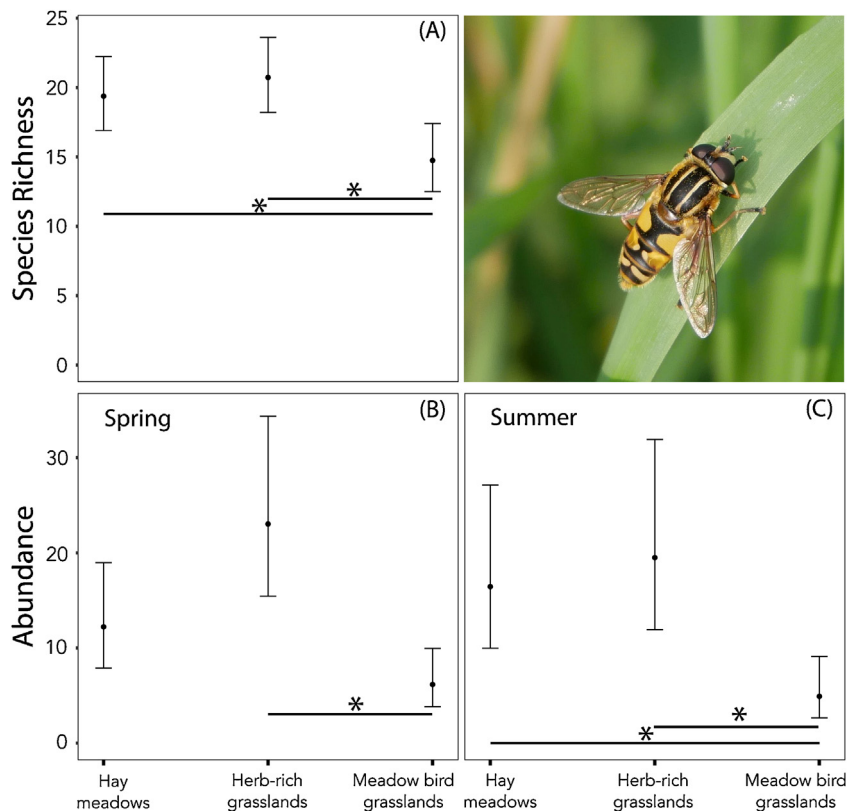 (A)
Species Richness
25
20
15
10
5
0
*
*
Spring
(B)
Abundance
30
20
10
0
*
Hay
meadows
Herb-rich
grasslands
Meadow bird
grasslands
Summer
(C)
*
*
Hay
meadows
Herb-rich
grasslands
Meadow bird
grasslands